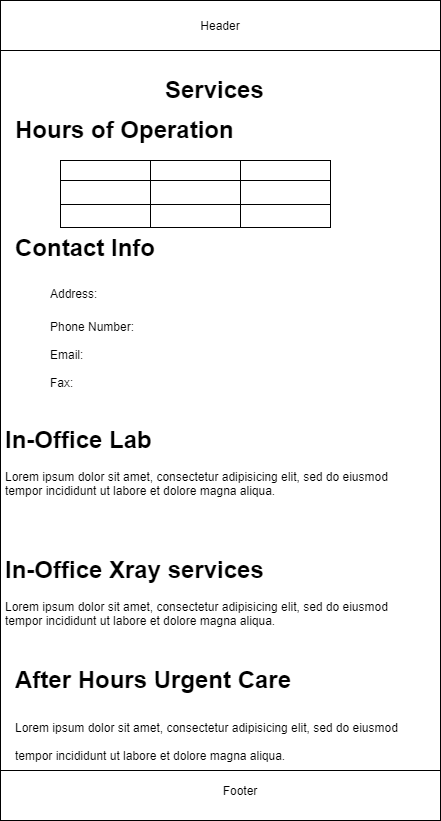 Header
Services
Hours of Operation
Contact Info
Address:
Phone Number:
Email:
Fax:
In-Office Lab
Lorem ipsum dolor sit amet, consectetur adipisicing elit, sed do eiusmod
tempor incididunt ut labore et dolore magna aliqua.
In-Office Xray services
Lorem ipsum dolor sit amet, consectetur adipisicing elit, sed do eiusmod
tempor incididunt ut labore et dolore magna aliqua.
After Hours Urgent Care
Lorem ipsum dolor sit amet, consectetur adipisicing elit, sed do eiusmod
tempor incididunt ut labore et dolore magna aliqua.
Footer